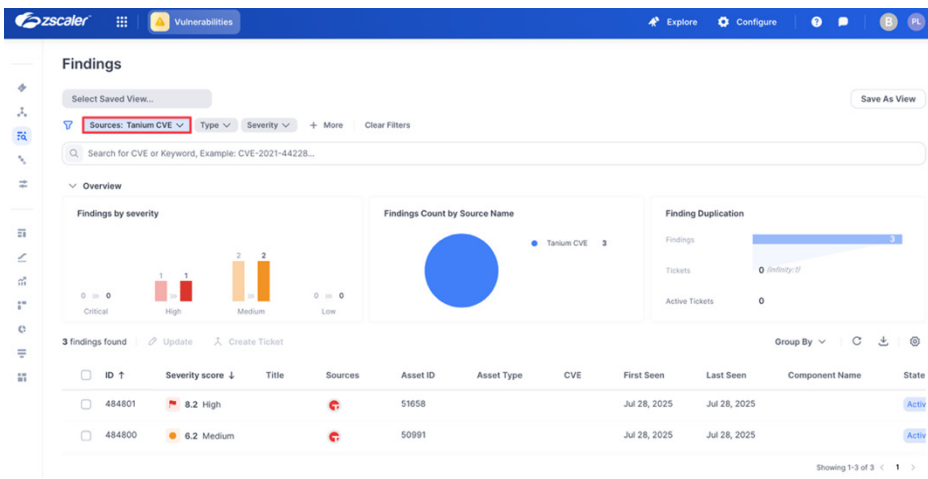 zscaler Vulnerabilities Explore Configure ? B PL
Findings
Select Saved View... Save As View
Sources: Tanium CVE Type Severity + More Clear Filters
Search for CVE or Keyword, Example: CVE-2021-44228...
Overview
Findings by severity
0 0 Critical
1 1 High
2 2 Medium
0 0 Low
Findings Count by Source Name
Tanium CVE 3
Finding Duplication
Findings 3
Tickets 0 (Infinity:1)
Active Tickets 0
3 findings found Update Create Ticket Group By
ID ↑ Severity score ↓ Title Sources Asset ID Asset Type CVE First Seen Last Seen Component Name State
484801 8.2 High 51658 Jul 28, 2025 Jul 28, 2025 Activ
484800 6.2 Medium 50991 Jul 28, 2025 Jul 28, 2025 Activ
Showing 1-3 of 3 < 1 >